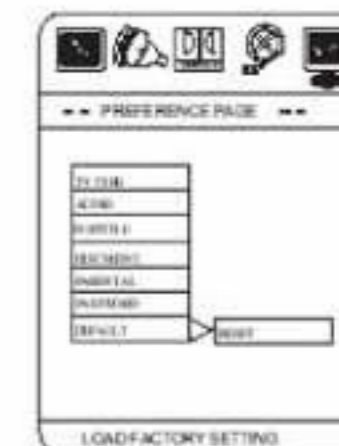 -- PREFERENCE PAGE --
TV TYPE
AUDIO
SUBTITLE
DISC MENU
PARENTAL
PASSWORD
DEFAULT
RESET
LOAD FACTORY SETTING